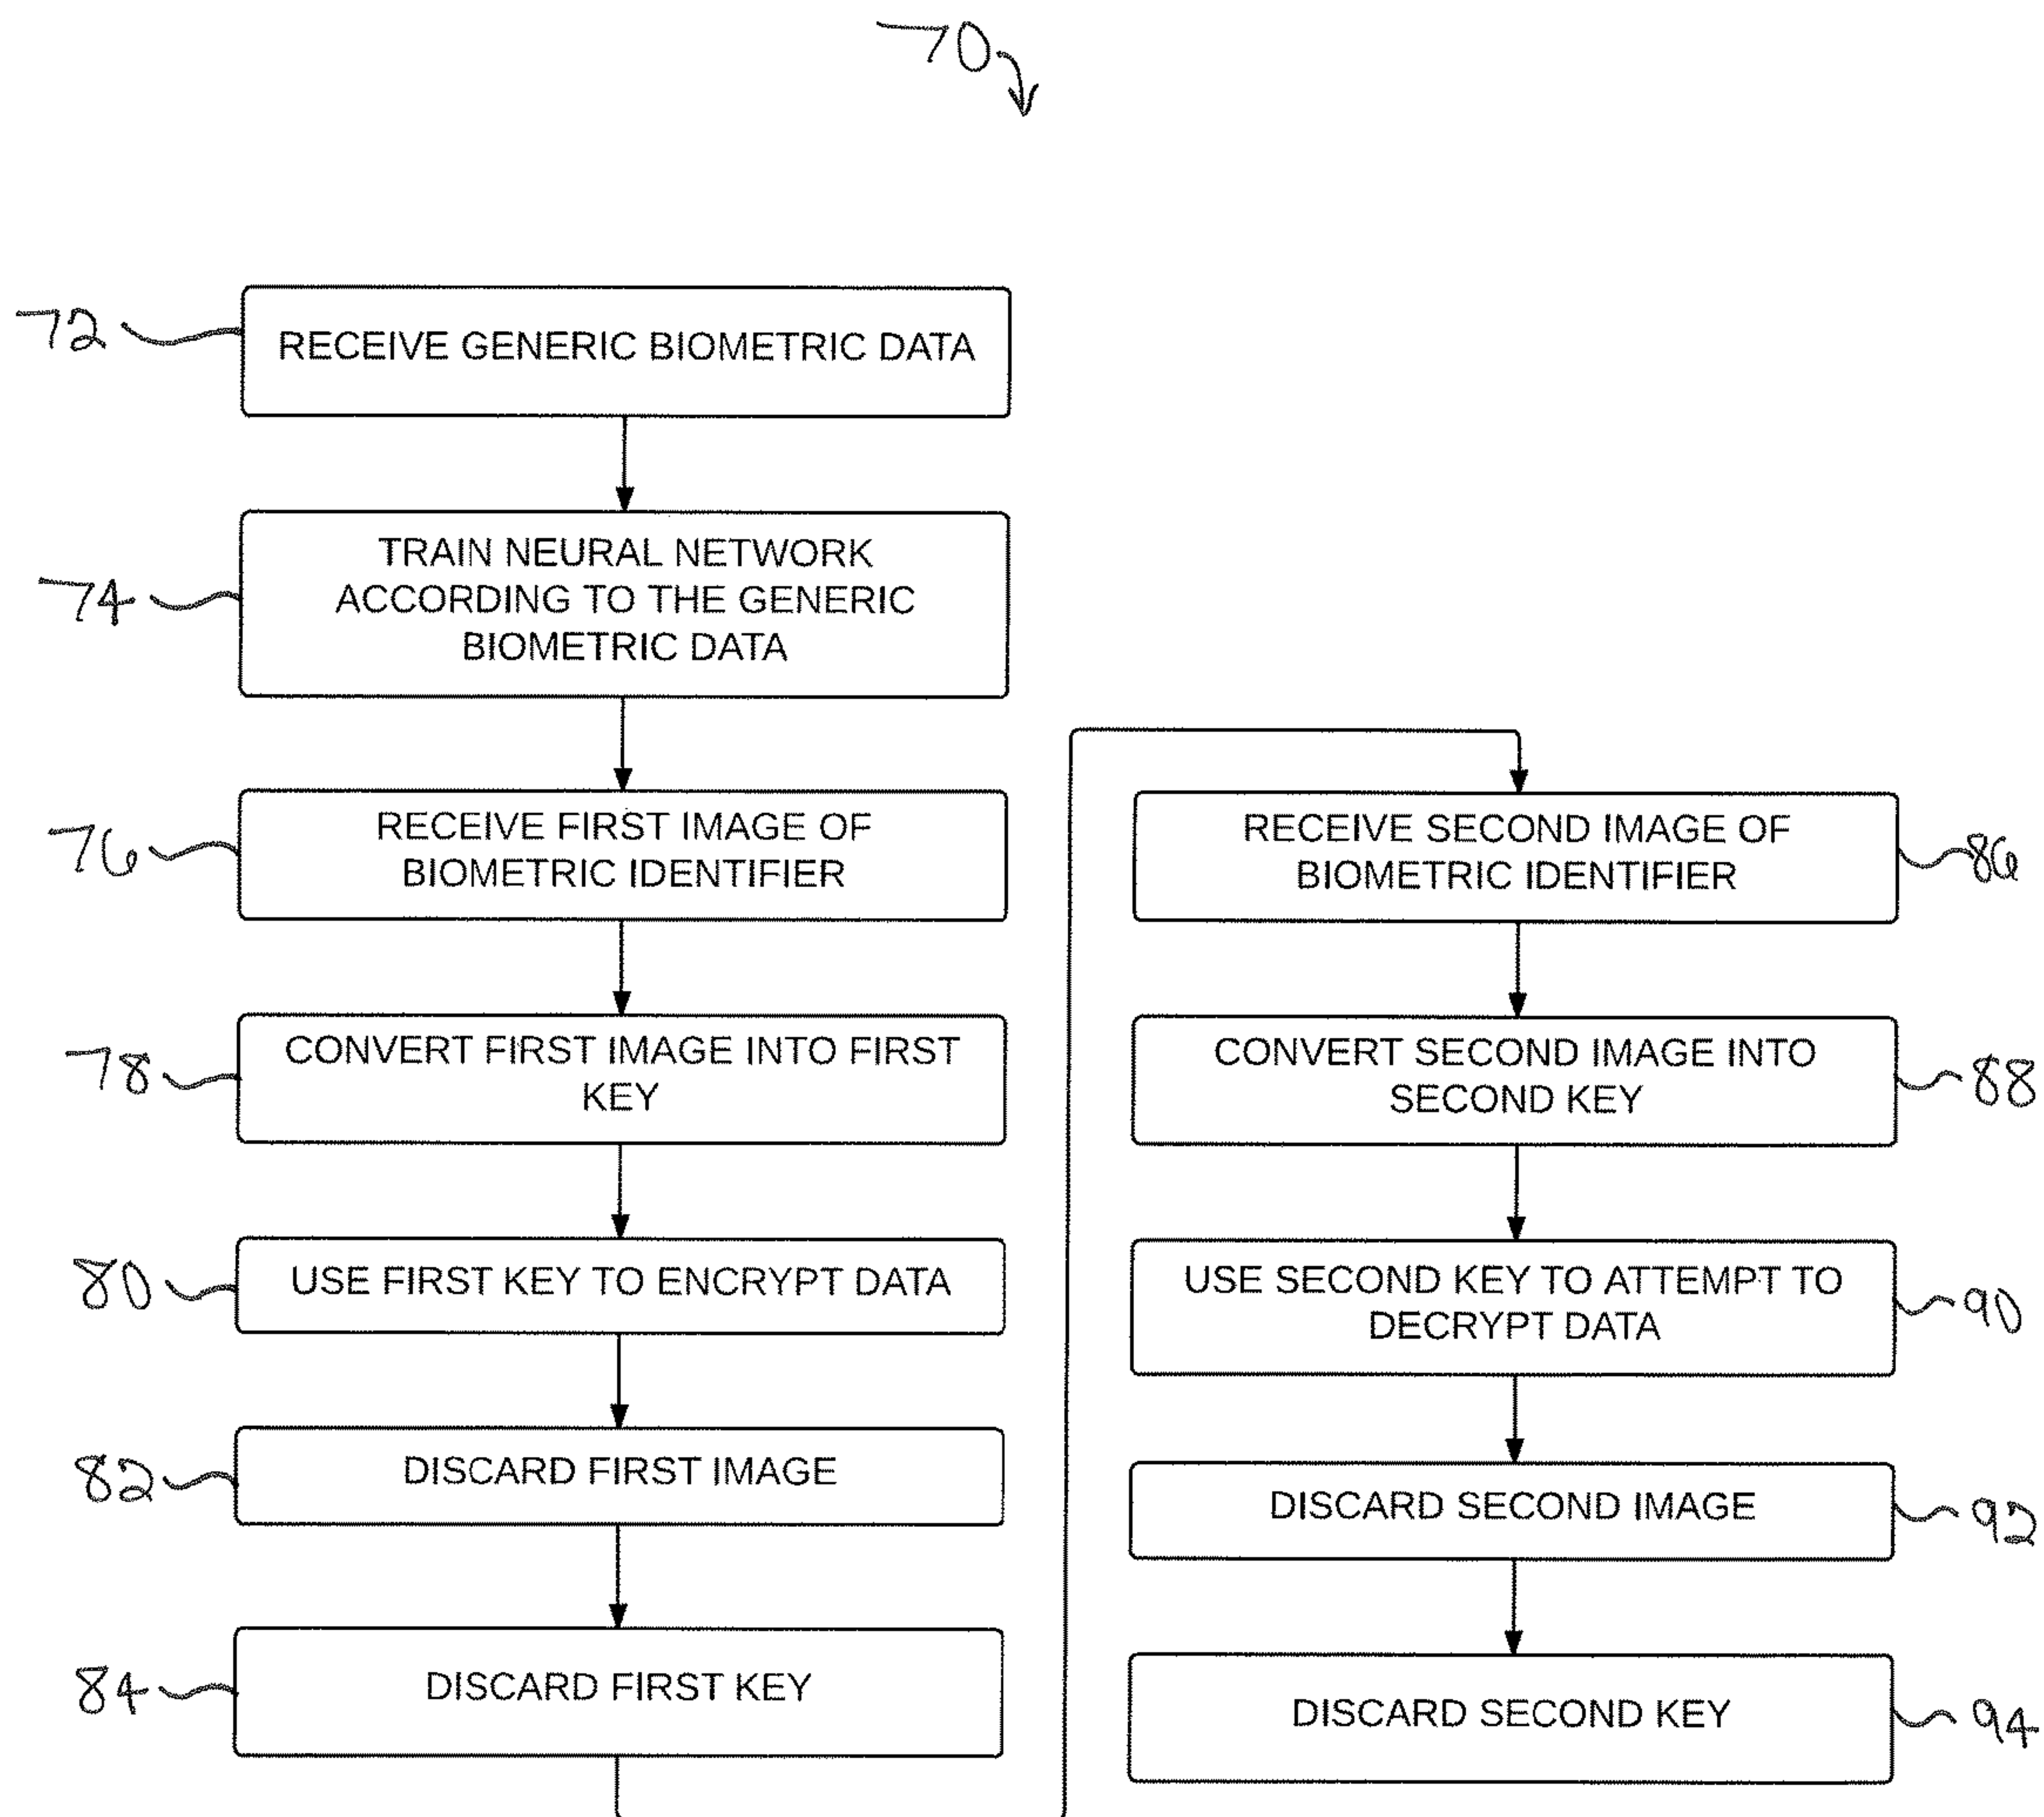 70
72
RECEIVE GENERIC BIOMETRIC DATA
74
TRAIN NEURAL NETWORK
ACCORDING TO THE GENERIC
BIOMETRIC DATA
76
RECEIVE FIRST IMAGE OF
BIOMETRIC IDENTIFIER
78
CONVERT FIRST IMAGE INTO FIRST
KEY
80
USE FIRST KEY TO ENCRYPT DATA
82
DISCARD FIRST IMAGE
84
DISCARD FIRST KEY
RECEIVE SECOND IMAGE OF
BIOMETRIC IDENTIFIER
86
CONVERT SECOND IMAGE INTO
SECOND KEY
88
USE SECOND KEY TO ATTEMPT TO
DECRYPT DATA
90
DISCARD SECOND IMAGE
92
DISCARD SECOND KEY
94